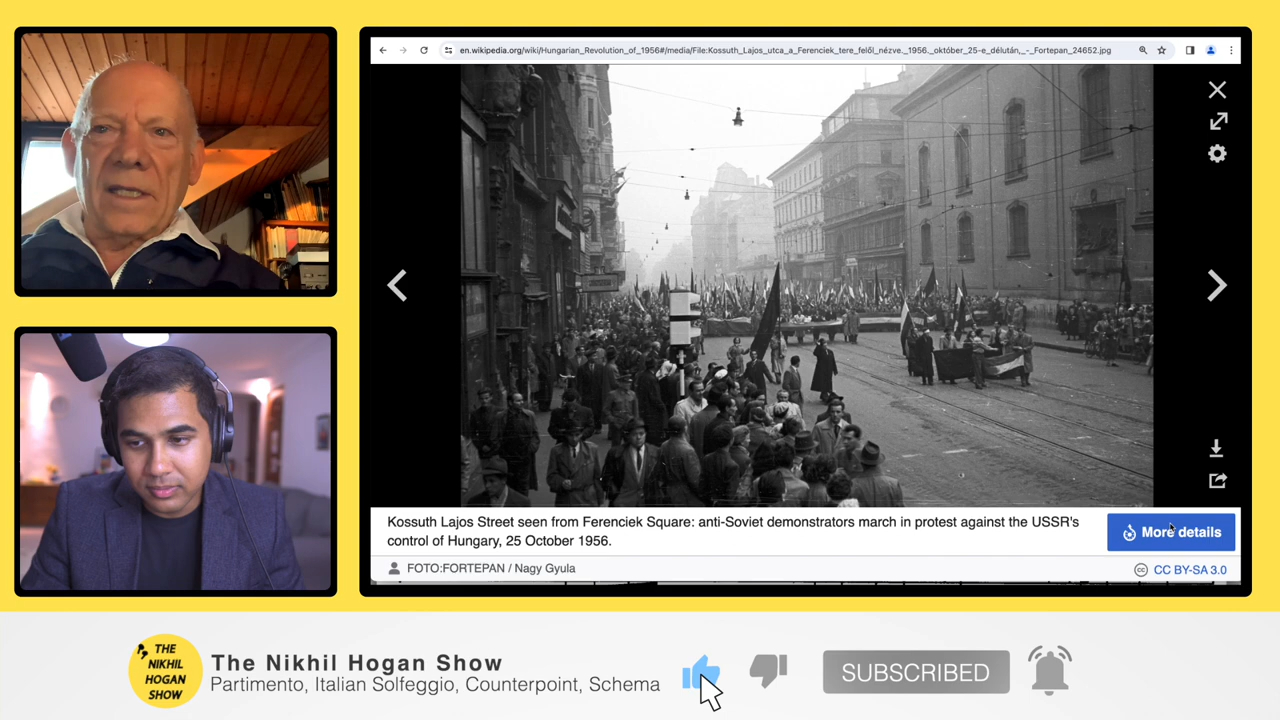 en.wikipedia.org/wiki/Hungarian_Revolution_of_1956#/media/File:Kossuth_Lajos_utca_a_Ferenciek_tere_felől_nézve._1956._október_25-e_délután,_-_Fortepan_24652.jpg
Kossuth Lajos Street seen from Ferenciek Square: anti-Soviet demonstrators march in protest against the USSR's
control of Hungary, 25 October 1956.
More details
FOTO:FORTEPAN / Nagy Gyula
CC BY-SA 3.0
THE
NIKHIL
HOGAN
SHOW
The Nikhil Hogan Show
Partimento, Italian Solfeggio, Counterpoint, Schema
SUBSCRIBED